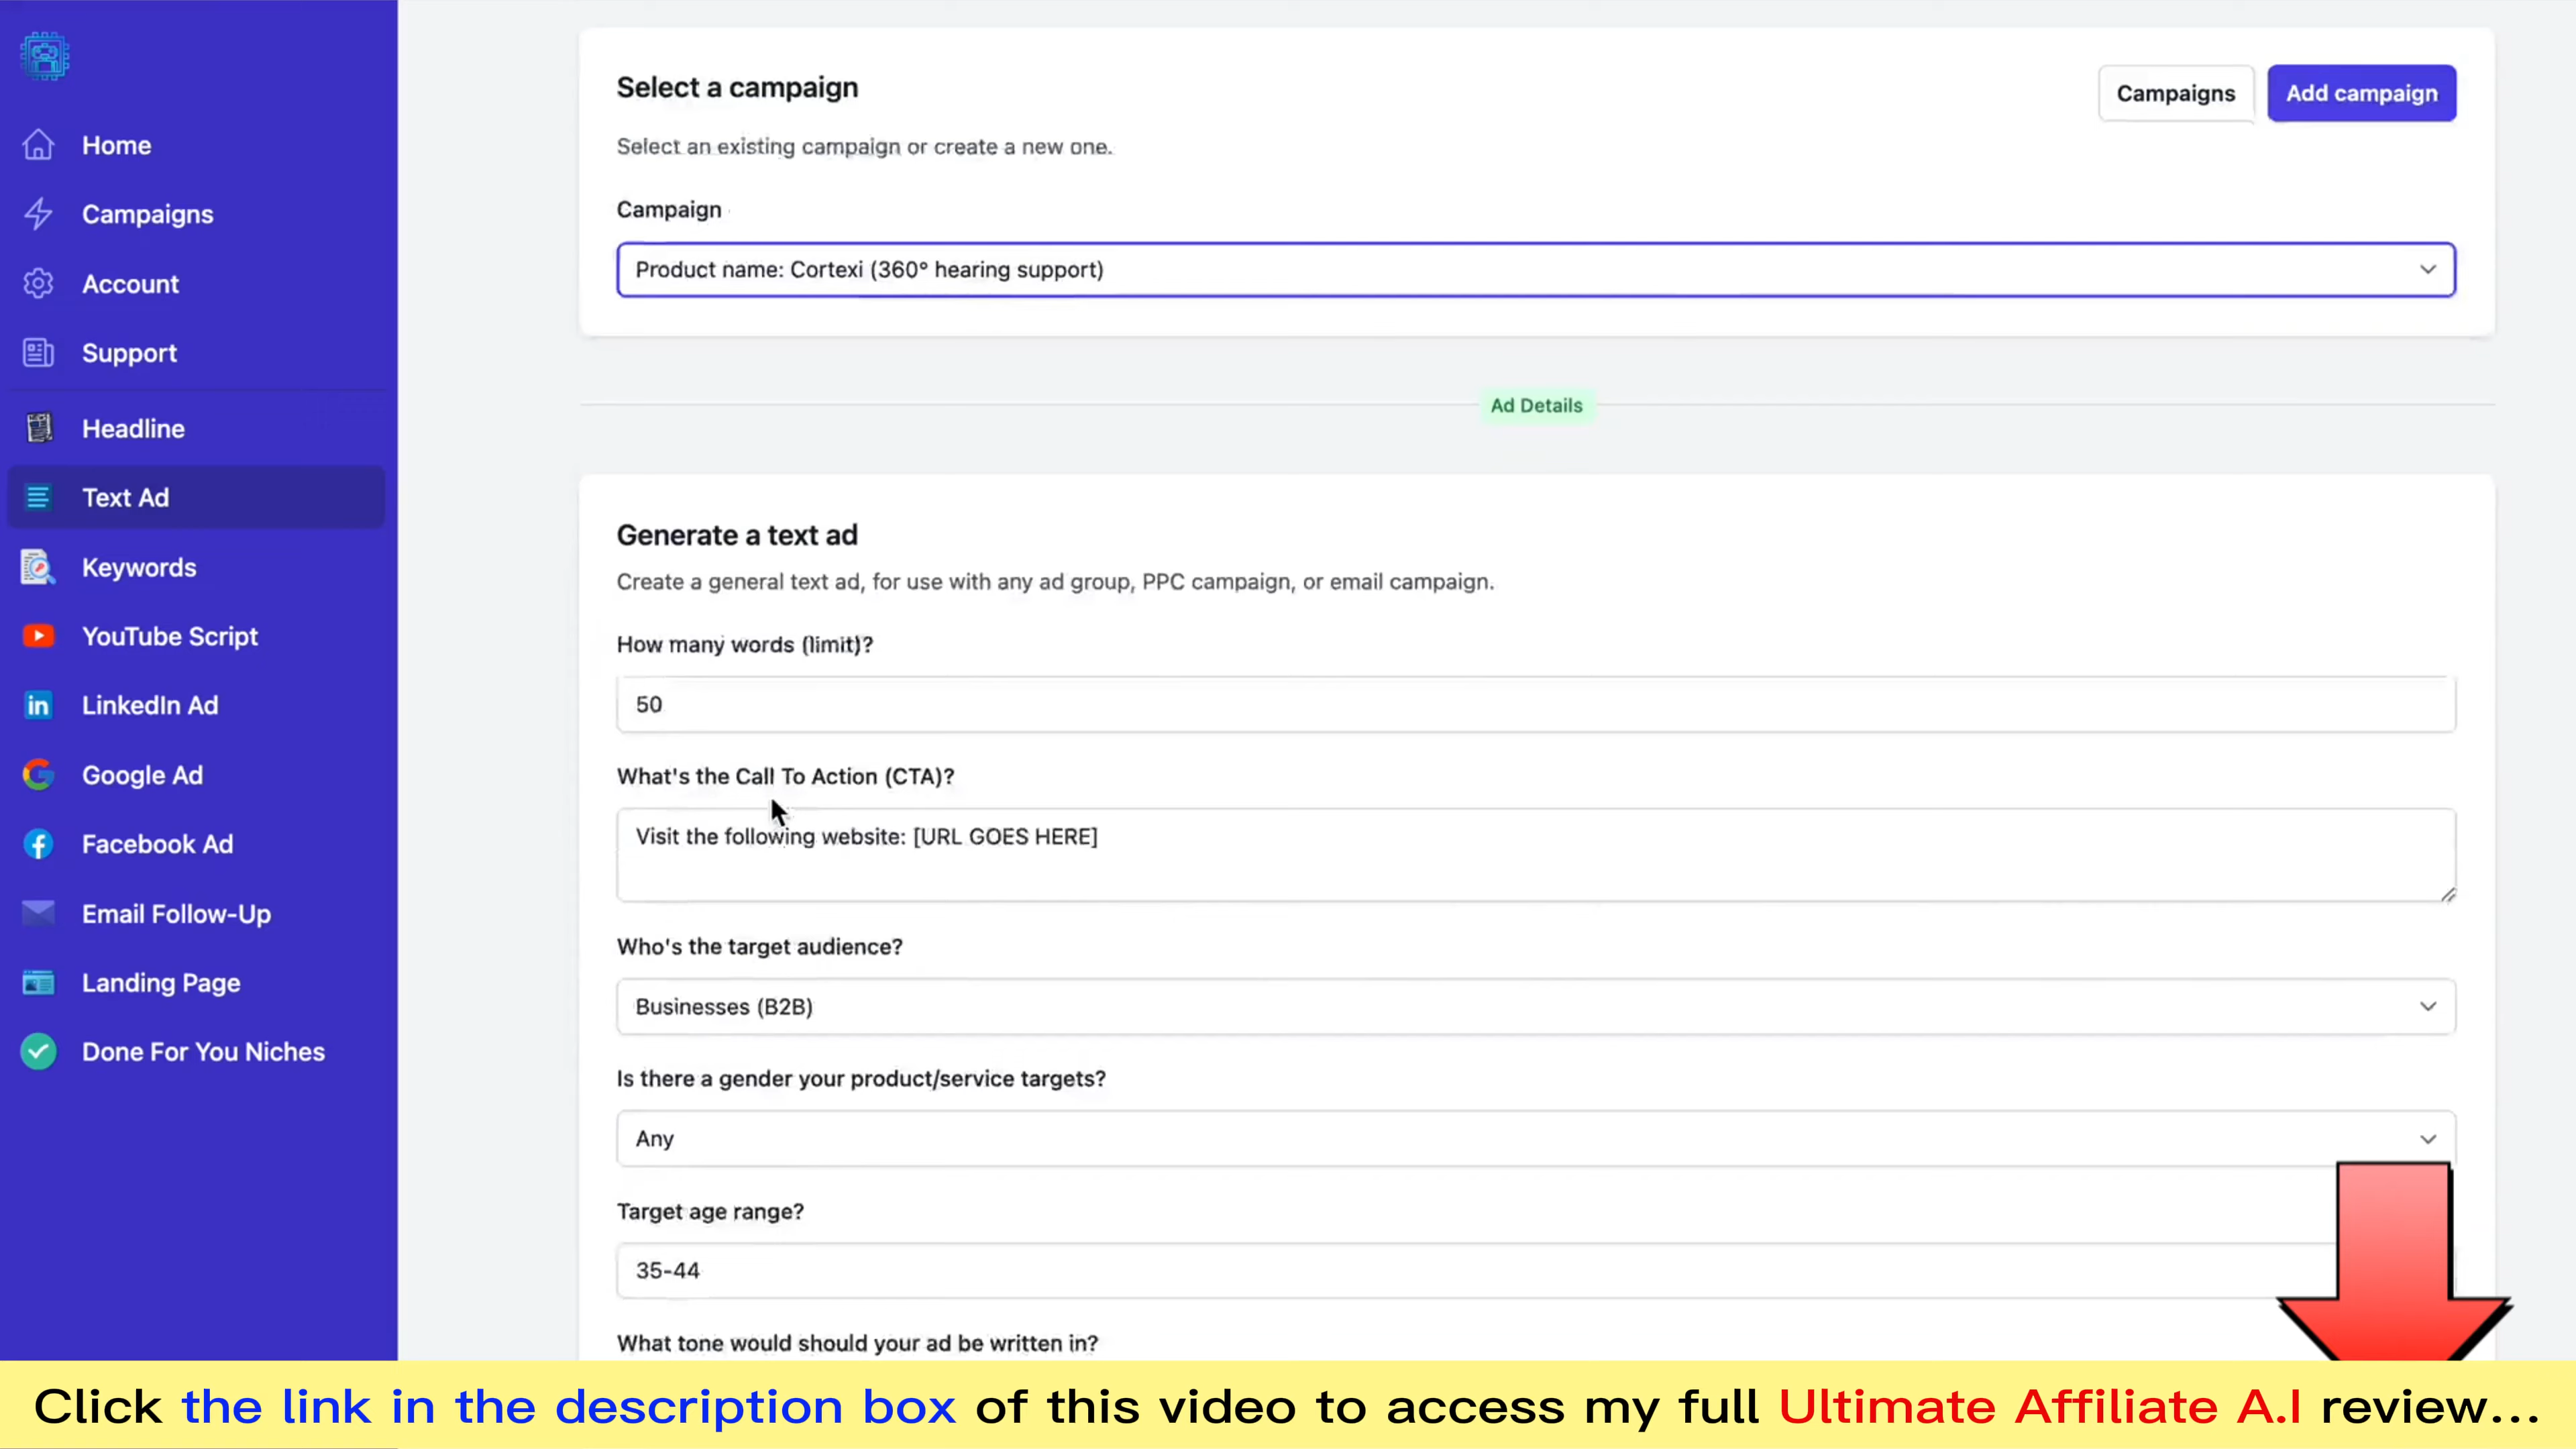 Home
Campaigns
Account
Support
Headline
Text Ad
Keywords
YouTube Script
LinkedIn Ad
Google Ad
Facebook Ad
Email Follow-Up
Landing Page
Done For You Niches
Select a campaign
Campaigns
Add campaign
Select an existing campaign or create a new one.
Campaign
Product name: Cortexi (360° hearing support)
Ad Details
Generate a text ad
Create a general text ad, for use with any ad group, PPC campaign, or email campaign.
How many words (limit)?
50
What's the Call To Action (CTA)?
Visit the following website: [URL GOES HERE]
Who's the target audience?
Businesses (B2B)
Is there a gender your product/service targets?
Any
Target age range?
35-44
What tone would should your ad be written in?
Click the link in the description box of this video to access my full Ultimate Affiliate A.I review...